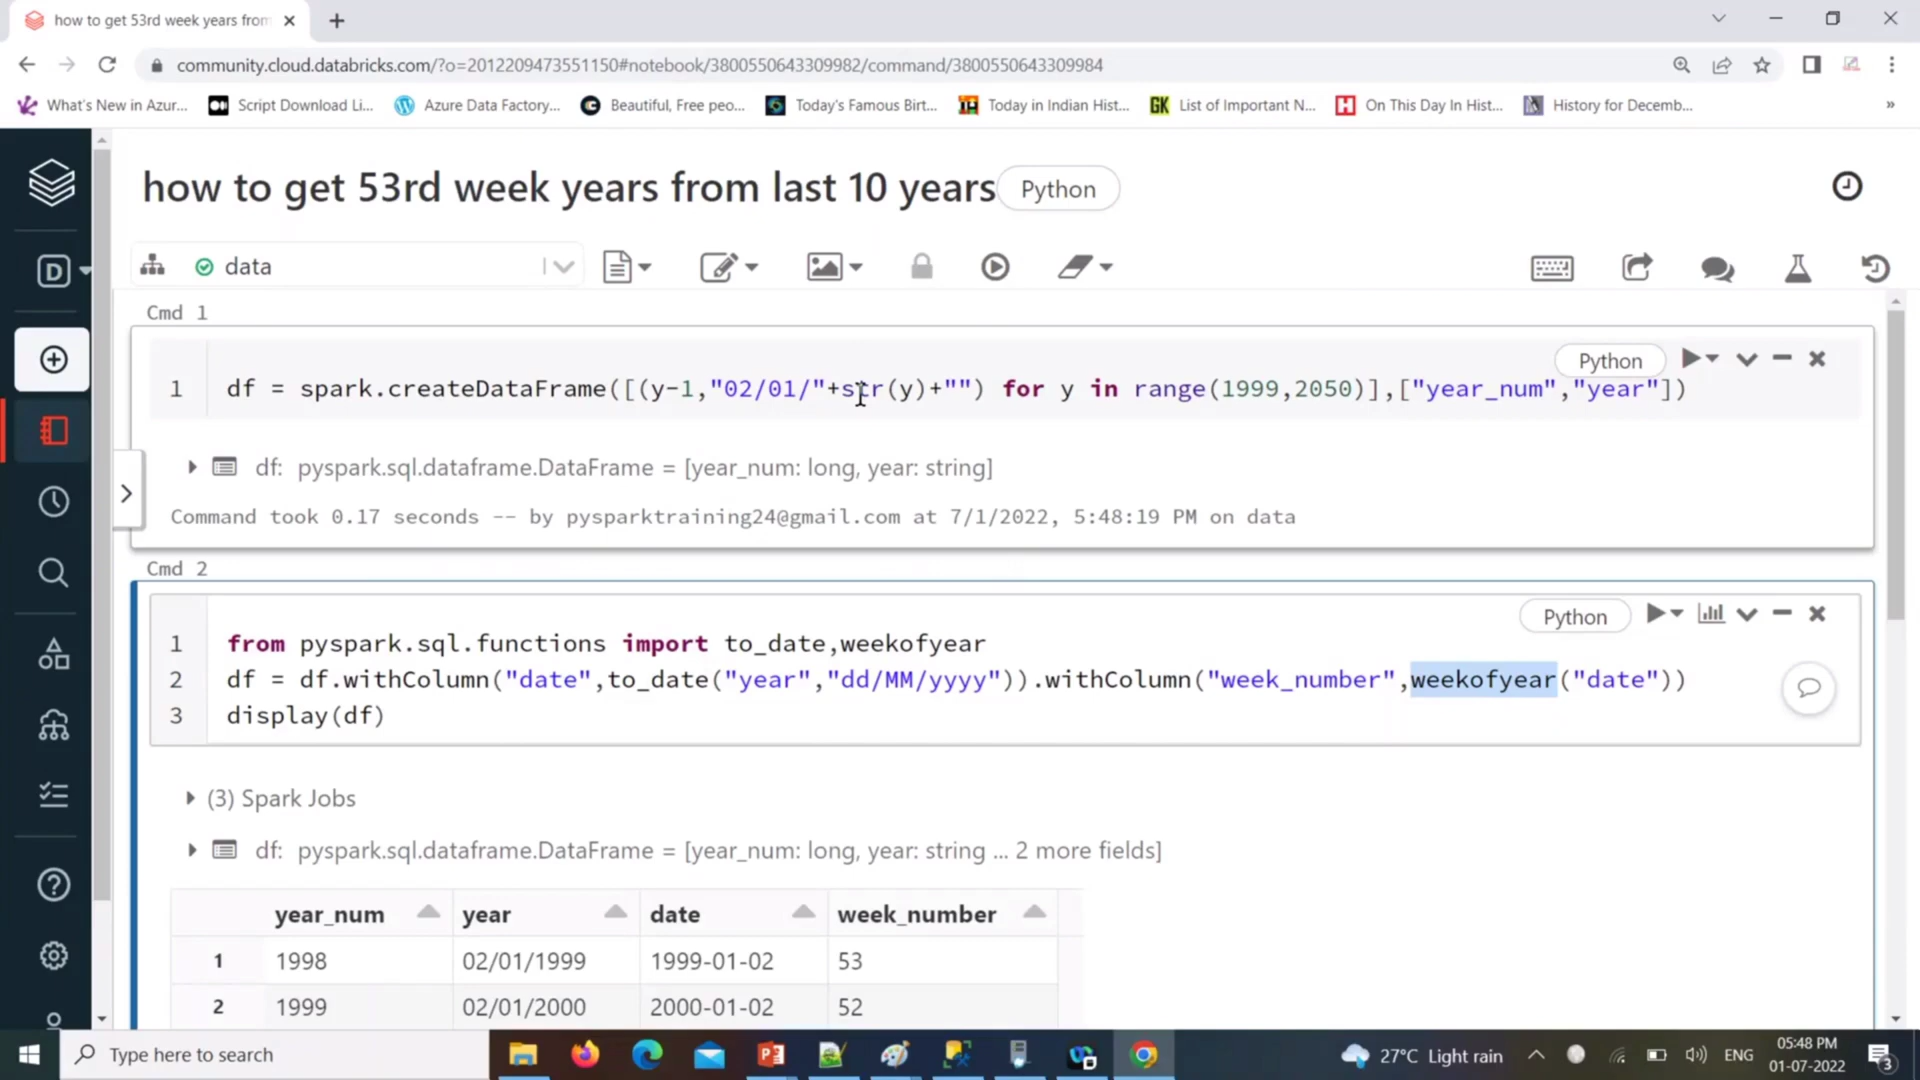 how to get 53rd week years from
community.cloud.databricks.com/?o=2012209473551150#notebook/3800550643309982/command/3800550643309984
What's New in Azur... Script Download Li... Azure Data Factory... Beautiful, Free peo... Today's Famous Birt... Today in Indian Hist... GK List of Important N... H On This Day In Hist... History for Decemb... »
how to get 53rd week years from last 10 years Python
D data
Cmd 1
Python
1 df = spark.createDataFrame([(y-1,"02/01/"+str(y)+"") for y in range(1999,2050)],["year_num","year"])
df: pyspark.sql.dataframe.DataFrame = [year_num: long, year: string]
Command took 0.17 seconds -- by pysparktraining24@gmail.com at 7/1/2022, 5:48:19 PM on data
Cmd 2
Python
1 from pyspark.sql.functions import to_date,weekofyear
2 df = df.withColumn("date",to_date("year","dd/MM/yyyy")).withColumn("week_number",weekofyear("date"))
3 display(df)
(3) Spark Jobs
df: pyspark.sql.dataframe.DataFrame = [year_num: long, year: string ... 2 more fields]
year_num year date week_number
1 1998 02/01/1999 1999-01-02 53
2 1999 02/01/2000 2000-01-02 52
Type here to search 27°C Light rain ENG 05:48 PM
01-07-2022 3